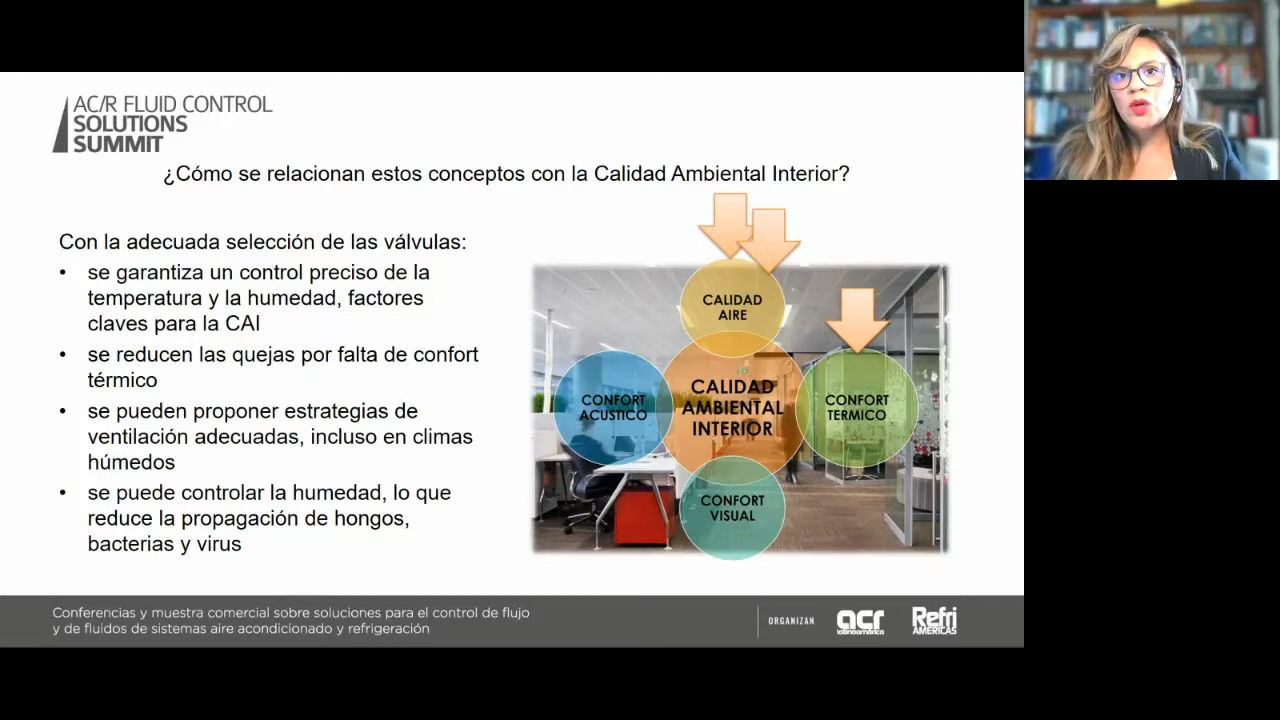 AC/R FLUID CONTROL
SOLUTIONS
SUMMIT
¿Cómo se relacionan estos conceptos con la Calidad Ambiental Interior?
Con la adecuada selección de las válvulas:
• se garantiza un control preciso de la
temperatura y la humedad, factores
claves para la CAI
• se reducen las quejas por falta de confort
térmico
• se pueden proponer estrategias de
ventilación adecuadas, incluso en climas
húmedos
• se puede controlar la humedad, lo que
reduce la propagación de hongos,
bacterias y virus
CALIDAD
AIRE
CONFORT
ACUSTICO
CALIDAD
AMBIENTAL
INTERIOR
CONFORT
TERMICO
CONFORT
VISUAL
Conferencias y muestra comercial sobre soluciones para el control de flujo
y de fluidos de sistemas aire acondicionado y refrigeración
ORGANIZAN
acr
latinoamérica
Refri
AMÉRICAS